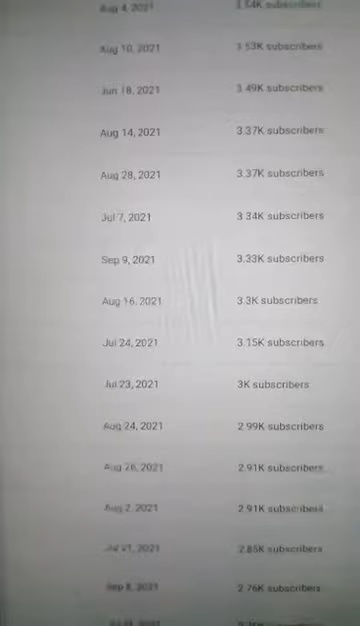 Aug 4, 2021 3.54K subscribers
Aug 10, 2021 3.53K subscribers
Jun 18, 2021 3.49K subscribers
Aug 14, 2021 3.37K subscribers
Aug 28, 2021 3.37K subscribers
Jul 7, 2021 3.34K subscribers
Sep 9, 2021 3.33K subscribers
Aug 16, 2021 3.3K subscribers
Jul 24, 2021 3.15K subscribers
Jul 23, 2021 3K subscribers
Aug 24, 2021 2.99K subscribers
Aug 26, 2021 2.91K subscribers
Aug 2, 2021 2.91K subscribers
Jul 21, 2021 2.85K subscribers
Sep 8, 2021 2.76K subscribers